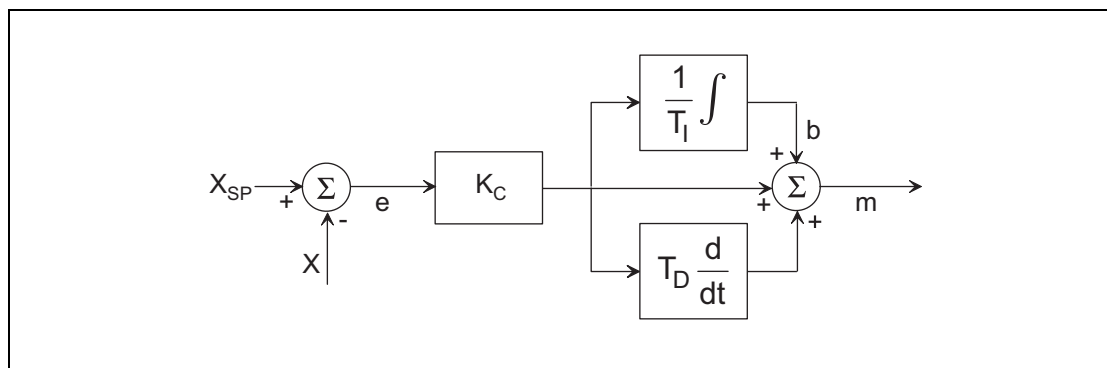 1
T_I ∫
b
+
X_SP
+
Σ
e
K_C
+
Σ
m
-
+
X
T_D d
dt